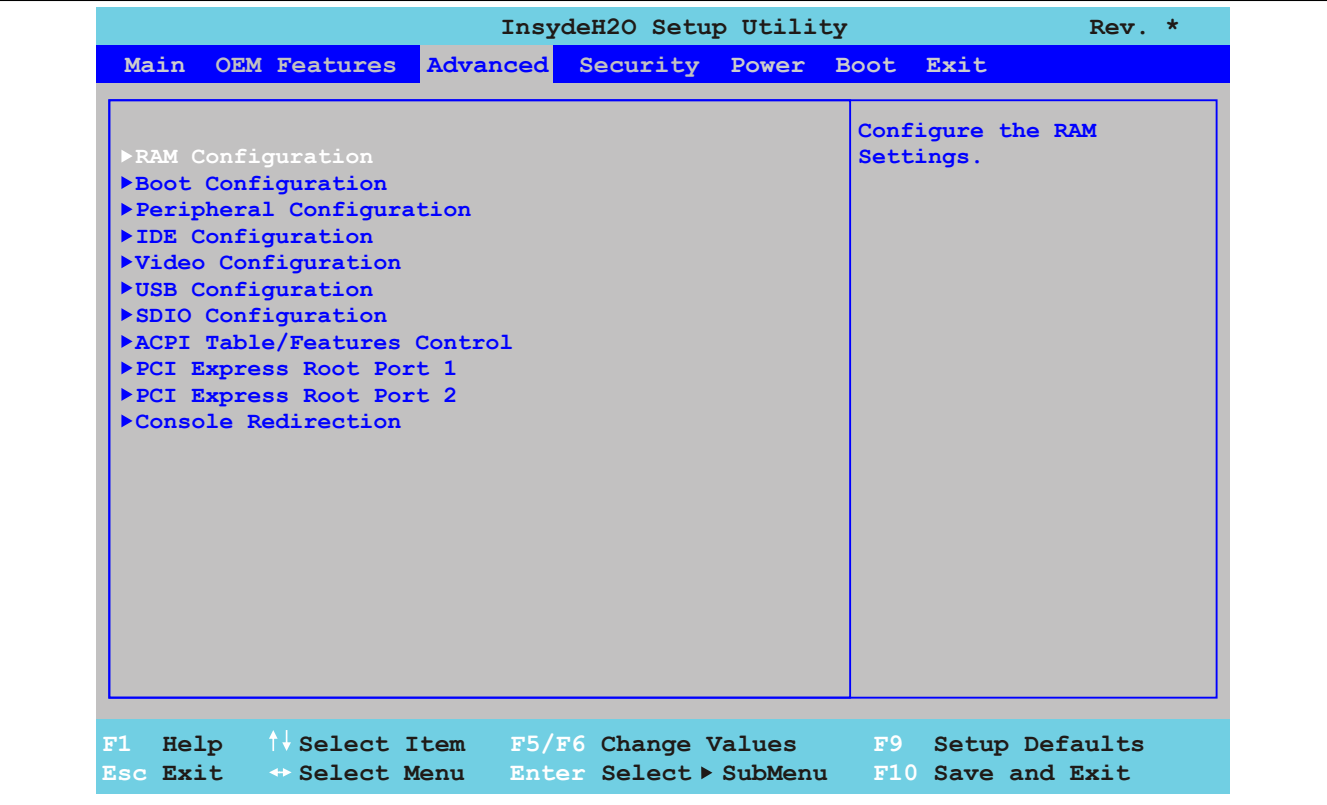 InsydeH2O Setup Utility Rev. *
Main OEM Features Advanced Security Power Boot Exit
▶RAM Configuration
▶Boot Configuration
▶Peripheral Configuration
▶IDE Configuration
▶Video Configuration
▶USB Configuration
▶SDIO Configuration
▶ACPI Table/Features Control
▶PCI Express Root Port 1
▶PCI Express Root Port 2
▶Console Redirection
Configure the RAM
Settings.
F1 Help ↑↓ Select Item F5/F6 Change Values F9 Setup Defaults
Esc Exit ↔ Select Menu Enter Select ▶ SubMenu F10 Save and Exit